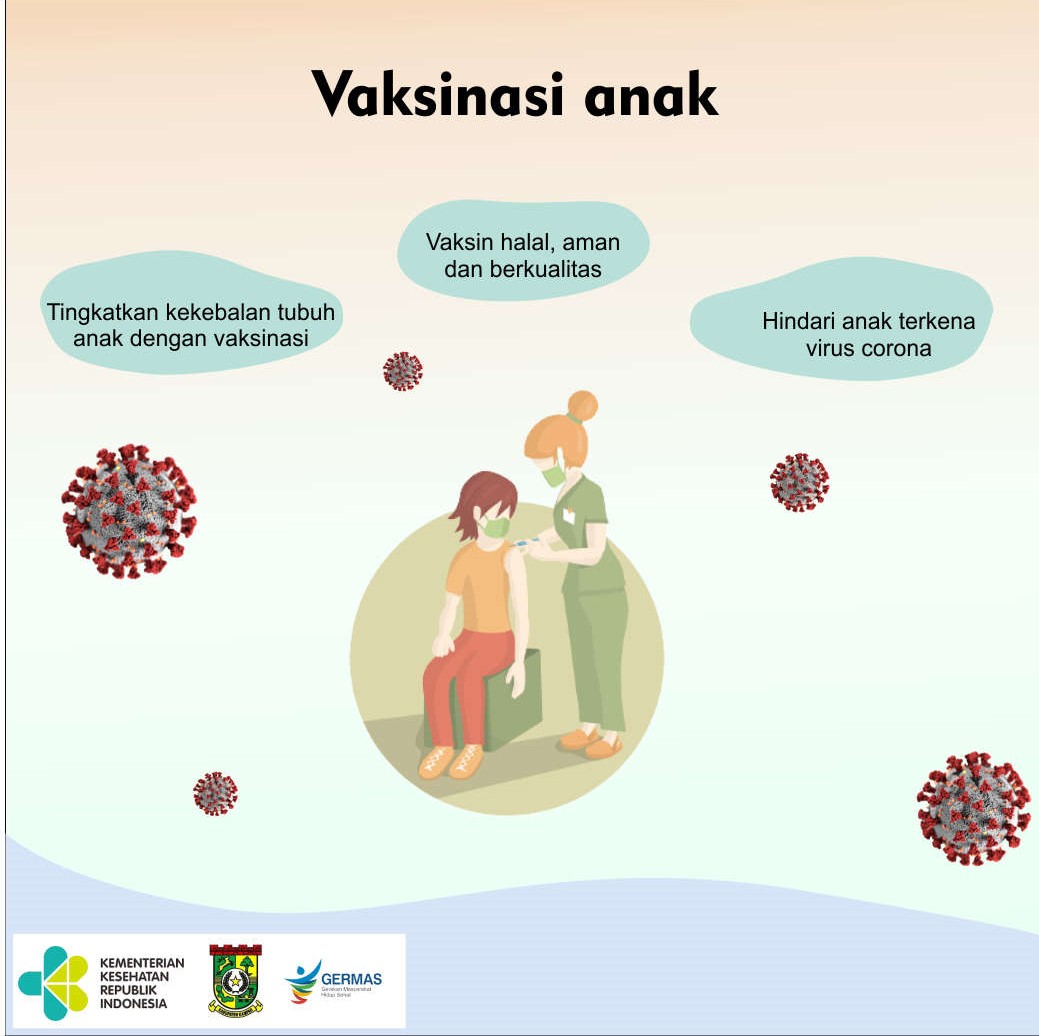 Vaksinasi anak
Vaksin halal, aman
dan berkualitas
Tingkatkan kekebalan tubuh
anak dengan vaksinasi
Hindari anak terkena
virus corona
KEMENTERIAN
KESEHATAN
REPUBLIK
INDONESIA
GERMAS
Gerakan Masyarakat
Hidup Sehat